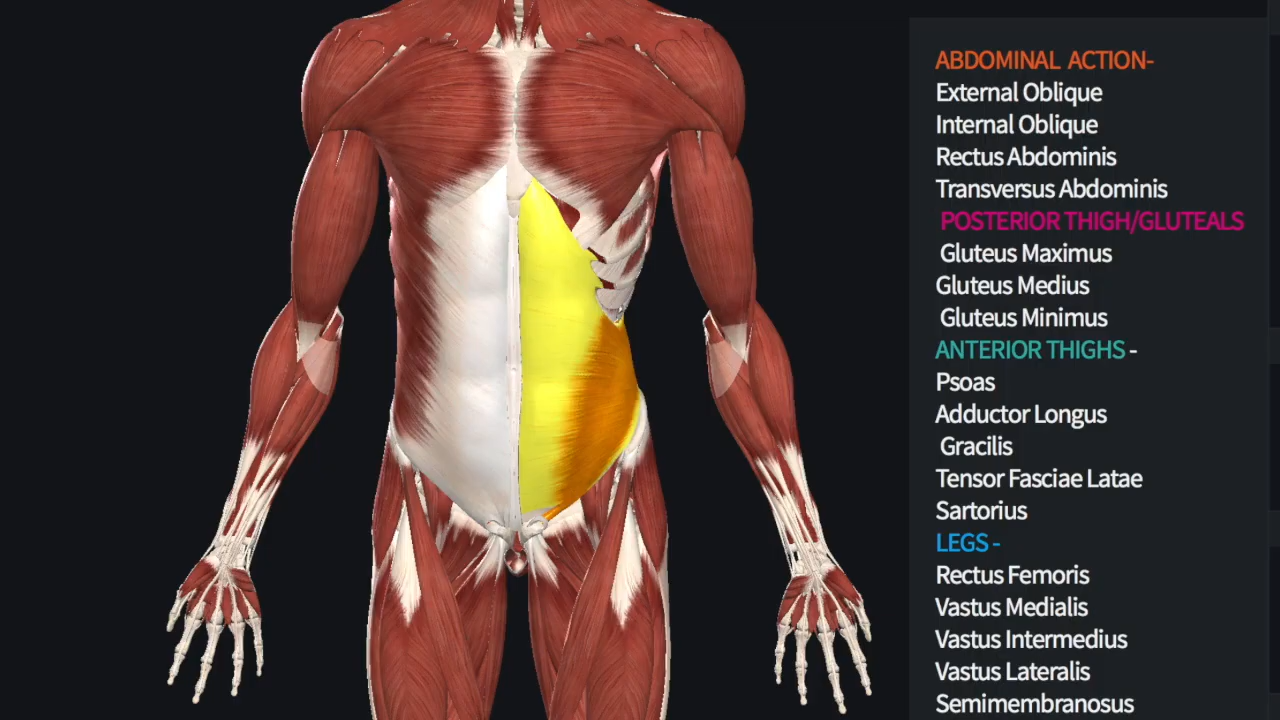 ABDOMINAL ACTION-
External Oblique
Internal Oblique
Rectus Abdominis
Transversus Abdominis
POSTERIOR THIGH/GLUTEALS
Gluteus Maximus
Gluteus Medius
Gluteus Minimus
ANTERIOR THIGHS -
Psoas
Adductor Longus
Gracilis
Tensor Fasciae Latae
Sartorius
LEGS -
Rectus Femoris
Vastus Medialis
Vastus Intermedius
Vastus Lateralis
Semimembranosus